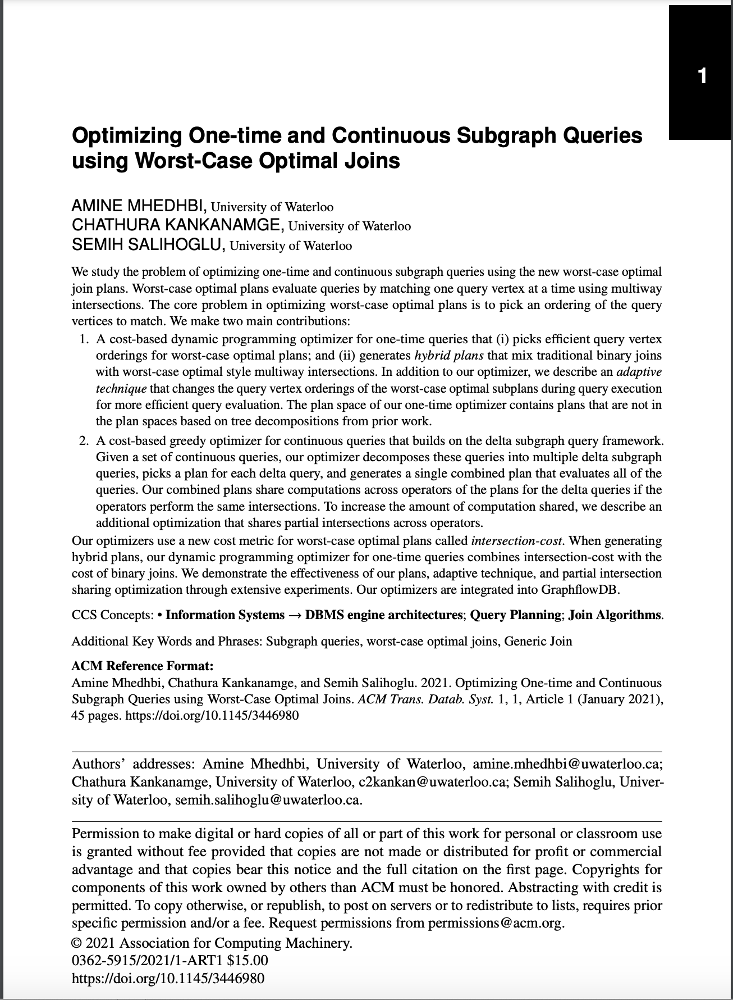 1
Optimizing One-time and Continuous Subgraph Queries
using Worst-Case Optimal Joins
AMINE MHEDHBI, University of Waterloo
CHATHURA KANKANAMGE, University of Waterloo
SEMIH SALIHOGLU, University of Waterloo
We study the problem of optimizing one-time and continuous subgraph queries using the new worst-case optimal
join plans. Worst-case optimal plans evaluate queries by matching one query vertex at a time using multiway
intersections. The core problem in optimizing worst-case optimal plans is to pick an ordering of the query
vertices to match. We make two main contributions:
1. A cost-based dynamic programming optimizer for one-time queries that (i) picks efficient query vertex
orderings for worst-case optimal plans; and (ii) generates hybrid plans that mix traditional binary joins
with worst-case optimal style multiway intersections. In addition to our optimizer, we describe an adaptive
technique that changes the query vertex orderings of the worst-case optimal subplans during query execution
for more efficient query evaluation. The plan space of our one-time optimizer contains plans that are not in
the plan spaces based on tree decompositions from prior work.
2. A cost-based greedy optimizer for continuous queries that builds on the delta subgraph query framework.
Given a set of continuous queries, our optimizer decomposes these queries into multiple delta subgraph
queries, picks a plan for each delta query, and generates a single combined plan that evaluates all of the
queries. Our combined plans share computations across operators of the plans for the delta queries if the
operators perform the same intersections. To increase the amount of computation shared, we describe an
additional optimization that shares partial intersections across operators.
Our optimizers use a new cost metric for worst-case optimal plans called intersection-cost. When generating
hybrid plans, our dynamic programming optimizer for one-time queries combines intersection-cost with the
cost of binary joins. We demonstrate the effectiveness of our plans, adaptive technique, and partial intersection
sharing optimization through extensive experiments. Our optimizers are integrated into GraphflowDB.
CCS Concepts: • Information Systems → DBMS engine architectures; Query Planning; Join Algorithms.
Additional Key Words and Phrases: Subgraph queries, worst-case optimal joins, Generic Join
ACM Reference Format:
Amine Mhedhbi, Chathura Kankanamge, and Semih Salihoglu. 2021. Optimizing One-time and Continuous
Subgraph Queries using Worst-Case Optimal Joins. ACM Trans. Datab. Syst. 1, 1, Article 1 (January 2021),
45 pages. https://doi.org/10.1145/3446980
Authors' addresses: Amine Mhedhbi, University of Waterloo, amine.mhedhbi@uwaterloo.ca;
Chathura Kankanamge, University of Waterloo, c2kankan@uwaterloo.ca; Semih Salihoglu, Univer-
sity of Waterloo, semih.salihoglu@uwaterloo.ca.
Permission to make digital or hard copies of all or part of this work for personal or classroom use
is granted without fee provided that copies are not made or distributed for profit or commercial
advantage and that copies bear this notice and the full citation on the first page. Copyrights for
components of this work owned by others than ACM must be honored. Abstracting with credit is
permitted. To copy otherwise, or republish, to post on servers or to redistribute to lists, requires prior
specific permission and/or a fee. Request permissions from permissions@acm.org.
© 2021 Association for Computing Machinery.
0362-5915/2021/1-ART1 $15.00
https://doi.org/10.1145/3446980